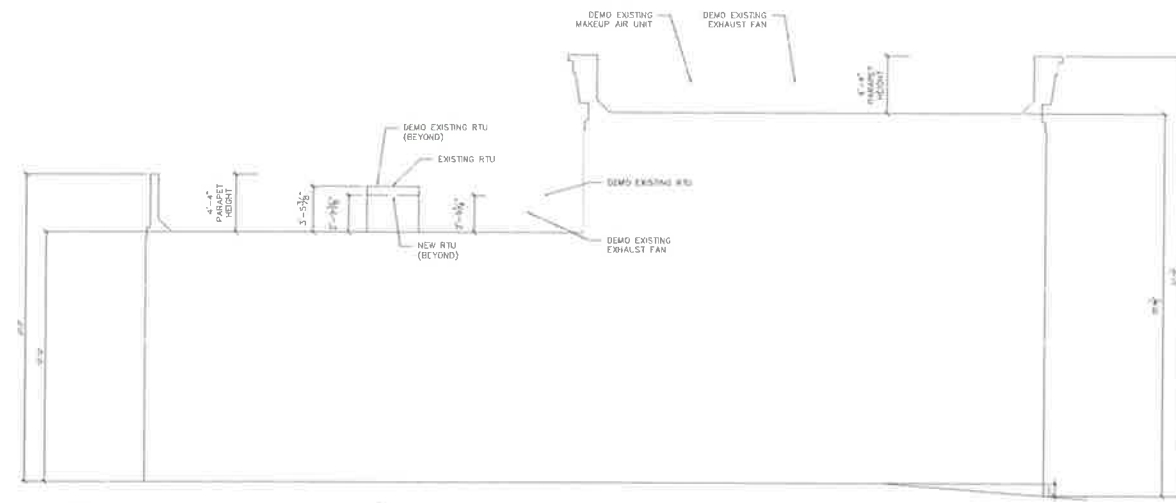 DEMO EXISTING
MAKEUP AIR UNIT
DEMO EXISTING
EXHAUST FAN
4'-4"
PARAPET
HEIGHT
DEMO EXISTING RTU
(BEYOND)
EXISTING RTU
4'-4"
PARAPET
HEIGHT
DEMO EXISTING RTU
NEW RTU
(BEYOND)
DEMO EXISTING
EXHAUST FAN